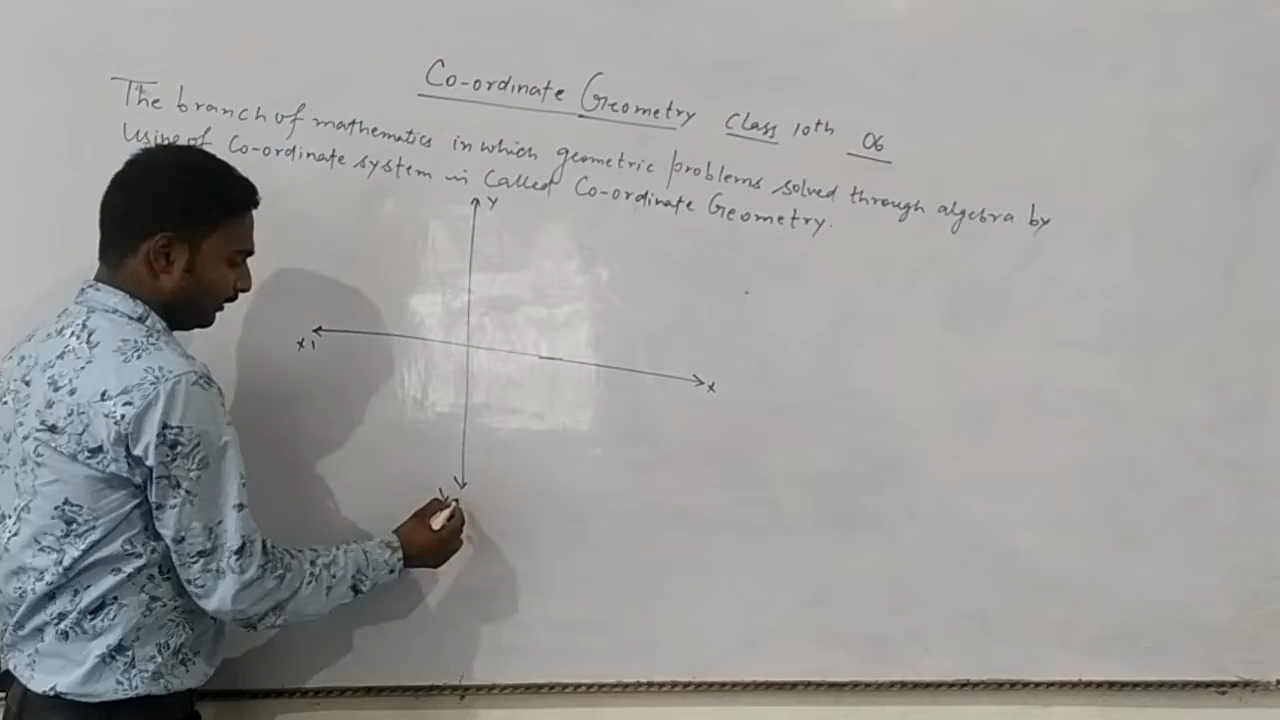 Co-ordinate Geometry Class 10th 06
The branch of mathematics in which geometric problems solved through algebra by
Using of Co-ordinate system is Called Co-ordinate Geometry.
Y
X' X